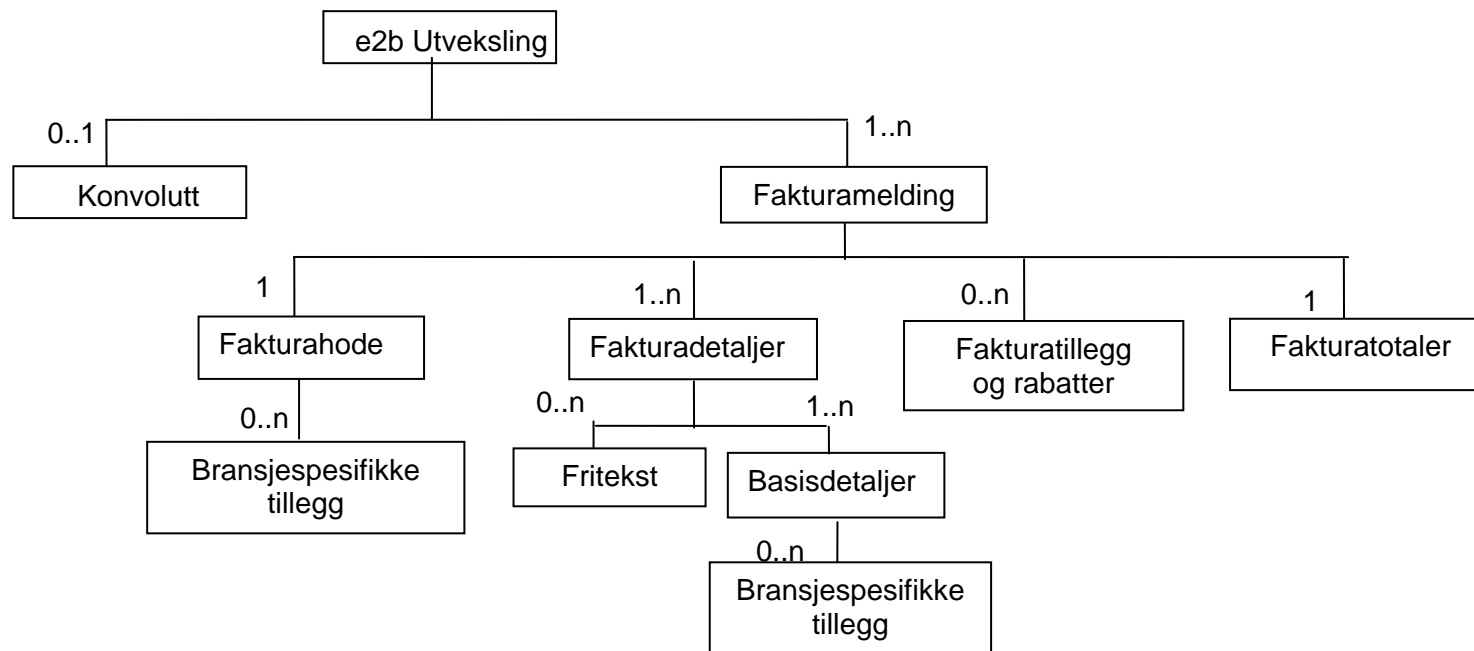 e2b Utveksling
0..1
1..n
Konvolutt
Fakturamelding
1
1..n
0..n
1
Fakturahode
Fakturadetaljer
Fakturatillegg
og rabatter
Fakturatotaler
0..n
0..n
1..n
Bransjespesifikke
tillegg
Fritekst
Basisdetaljer
0..n
Bransjespesifikke
tillegg